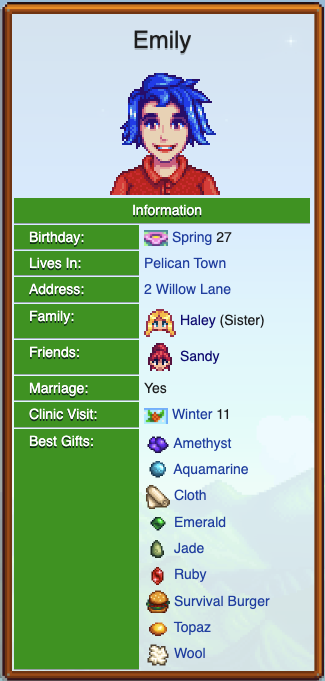 Emily
Information
Birthday: Spring 27
Lives In: Pelican Town
Address: 2 Willow Lane
Family: Haley (Sister)
Friends: Sandy
Marriage: Yes
Clinic Visit: Winter 11
Best Gifts: Amethyst
Aquamarine
Cloth
Emerald
Jade
Ruby
Survival Burger
Topaz
Wool